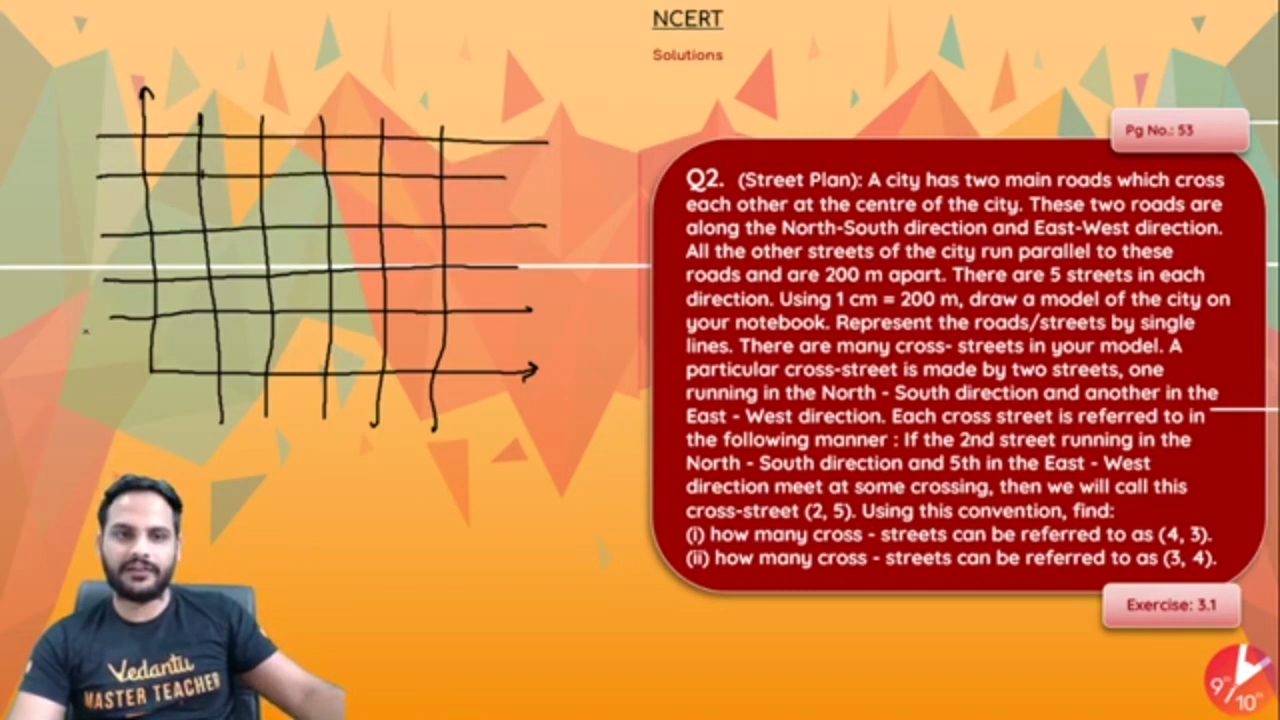 NCERT
Solutions
Pg No.: 53
Q2. (Street Plan): A city has two main roads which cross
each other at the centre of the city. These two roads are
along the North-South direction and East-West direction.
All the other streets of the city run parallel to these
roads and are 200 m apart. There are 5 streets in each
direction. Using 1 cm = 200 m, draw a model of the city on
your notebook. Represent the roads/streets by single
lines. There are many cross- streets in your model. A
particular cross-street is made by two streets, one
running in the North - South direction and another in the
East - West direction. Each cross street is referred to in
the following manner : If the 2nd street running in the
North - South direction and 5th in the East - West
direction meet at some crossing, then we will call this
cross-street (2, 5). Using this convention, find:
(i) how many cross - streets can be referred to as (4, 3).
(ii) how many cross - streets can be referred to as (3, 4).
Exercise: 3.1
Vedantu
MASTER TEACHER
9th/10th